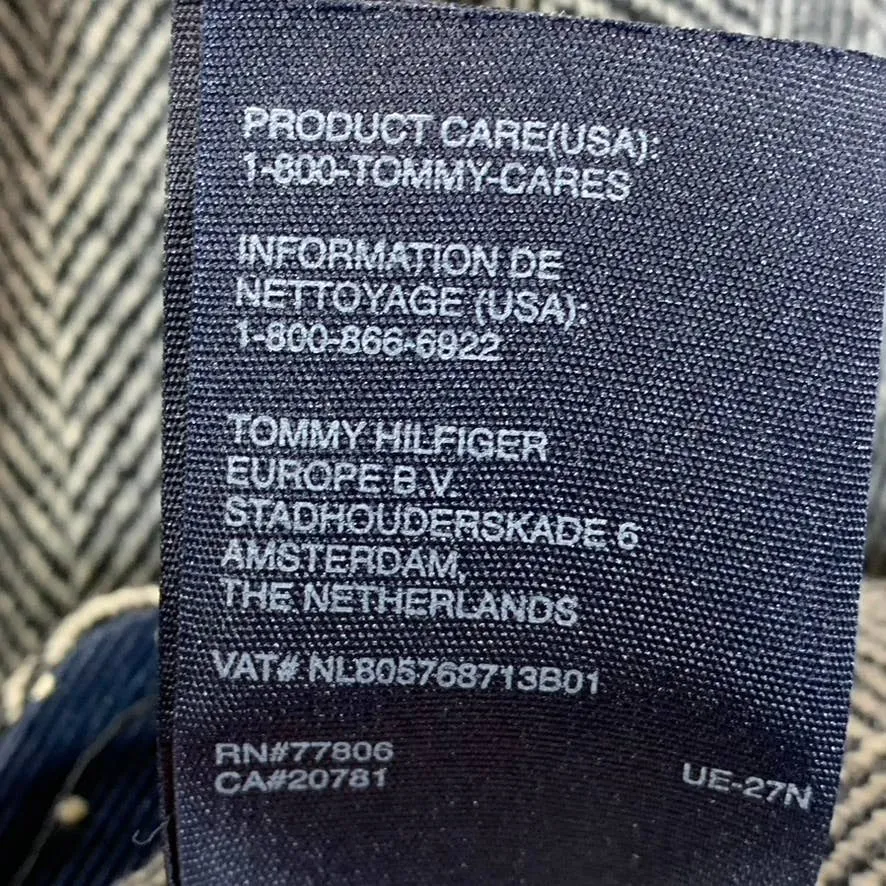 PRODUCT CARE(USA):
1-800-TOMMY-CARES
INFORMATION DE
NETTOYAGE (USA):
1-800-866-6922
TOMMY HILFIGER
EUROPE B.V.
STADHOUDERSKADE 6
AMSTERDAM,
THE NETHERLANDS
VAT# NL805768713B01
RN#77806
CA#20781
UE-27N